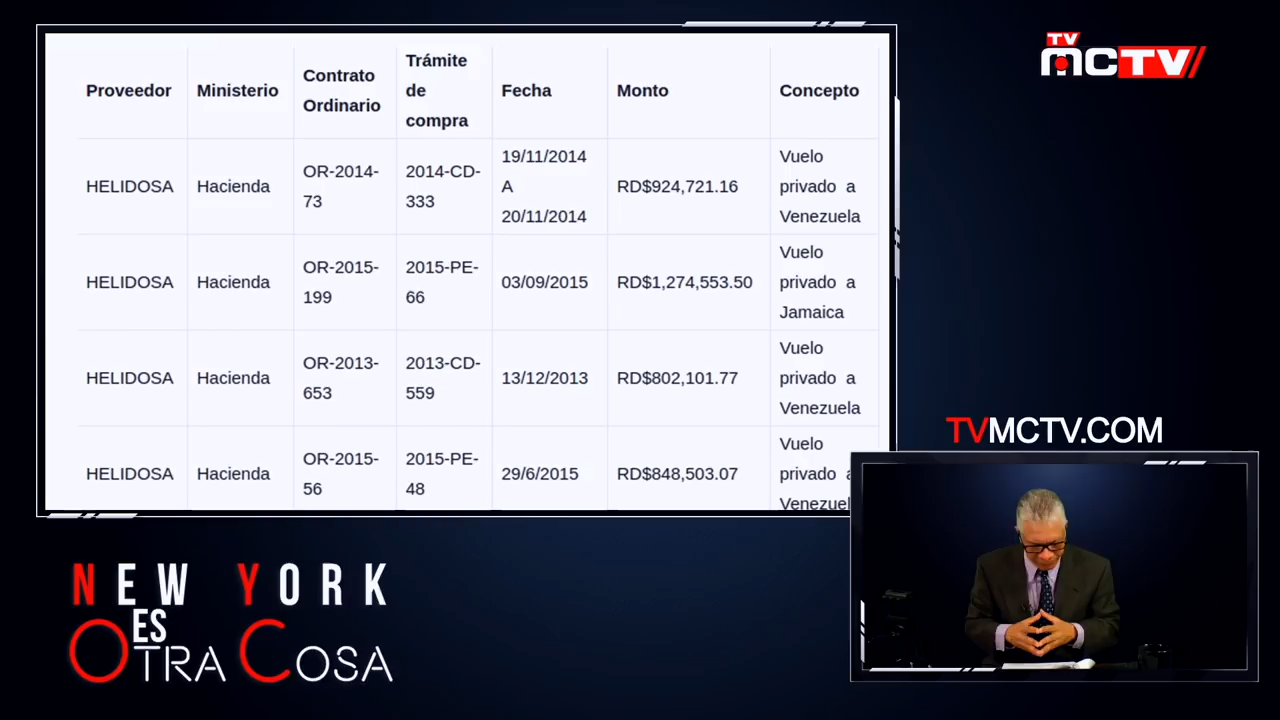 TV
MCTV
Proveedor Ministerio Contrato Ordinario Trámite de compra Fecha Monto Concepto
HELIDOSA Hacienda OR-2014-73 2014-CD-333 19/11/2014 A 20/11/2014 RD$924,721.16 Vuelo privado a Venezuela
HELIDOSA Hacienda OR-2015-199 2015-PE-66 03/09/2015 RD$1,274,553.50 Vuelo privado a Jamaica
HELIDOSA Hacienda OR-2013-653 2013-CD-559 13/12/2013 RD$802,101.77 Vuelo privado a Venezuela
HELIDOSA Hacienda OR-2015-56 2015-PE-48 29/6/2015 RD$848,503.07 Vuelo privado a Venezuel
TVMCTV.COM
NEW YORK
ES
OTRA COSA